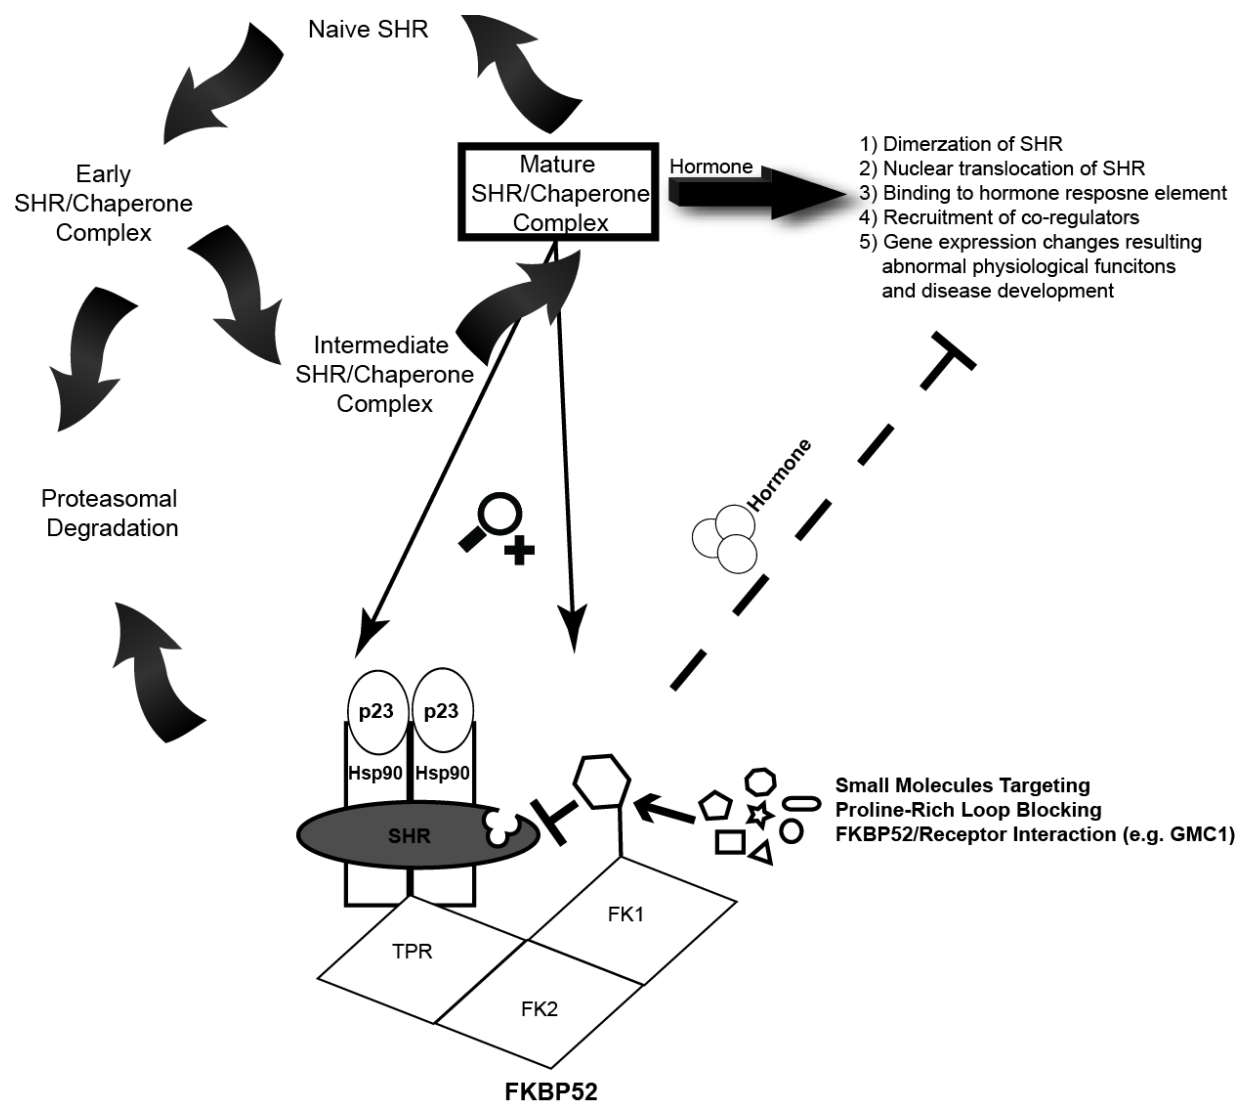 Naive SHR
Early
SHR/Chaperone
Complex
Mature
SHR/Chaperone
Complex
Hormone
1) Dimerzation of SHR
2) Nuclear translocation of SHR
3) Binding to hormone resposne element
4) Recruitment of co-regulators
5) Gene expression changes resulting
abnormal physiological funcitons
and disease development
Intermediate
SHR/Chaperone
Complex
Proteasomal
Degradation
Hormone
p23
p23
Hsp90
Hsp90
SHR
Small Molecules Targeting
Proline-Rich Loop Blocking
FKBP52/Receptor Interaction (e.g. GMC1)
FK1
TPR
FK2
FKBP52